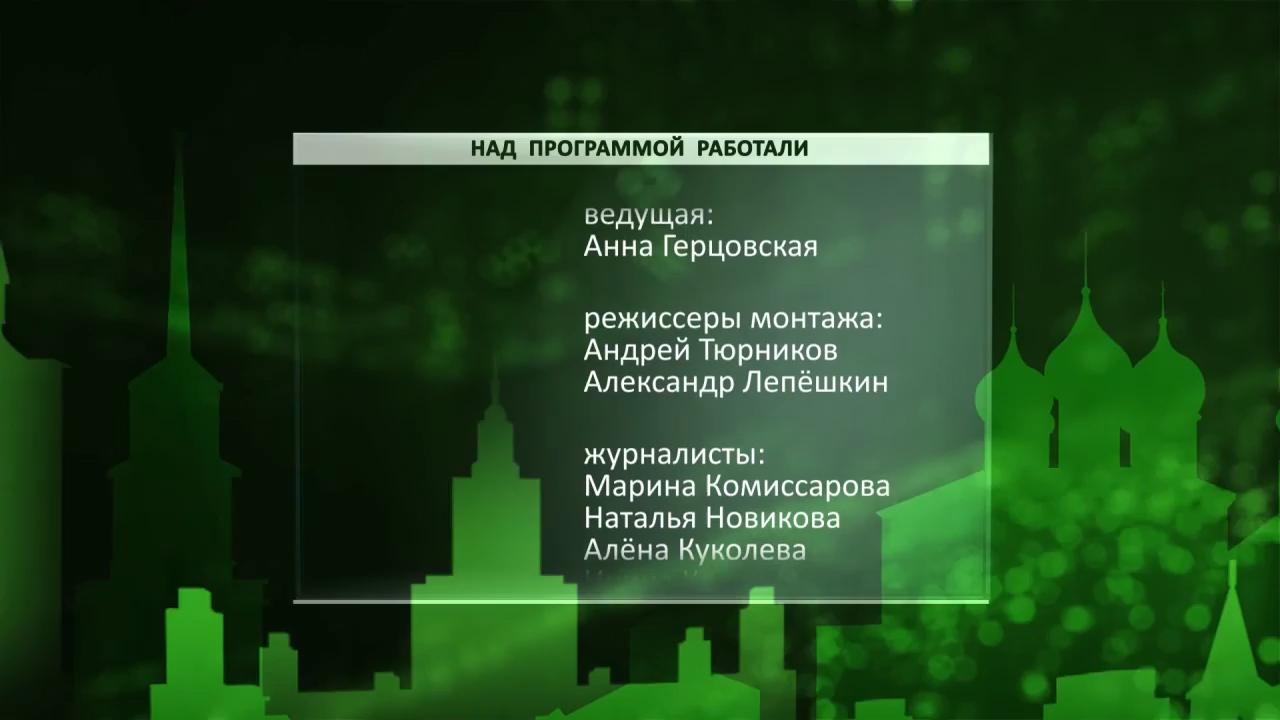 НАД ПРОГРАММОЙ РАБОТАЛИ
ведущая:
Анна Герцовская
режиссеры монтажа:
Андрей Тюрников
Александр Лепёшкин
журналисты:
Марина Комиссарова
Наталья Новикова
Алёна Куколева